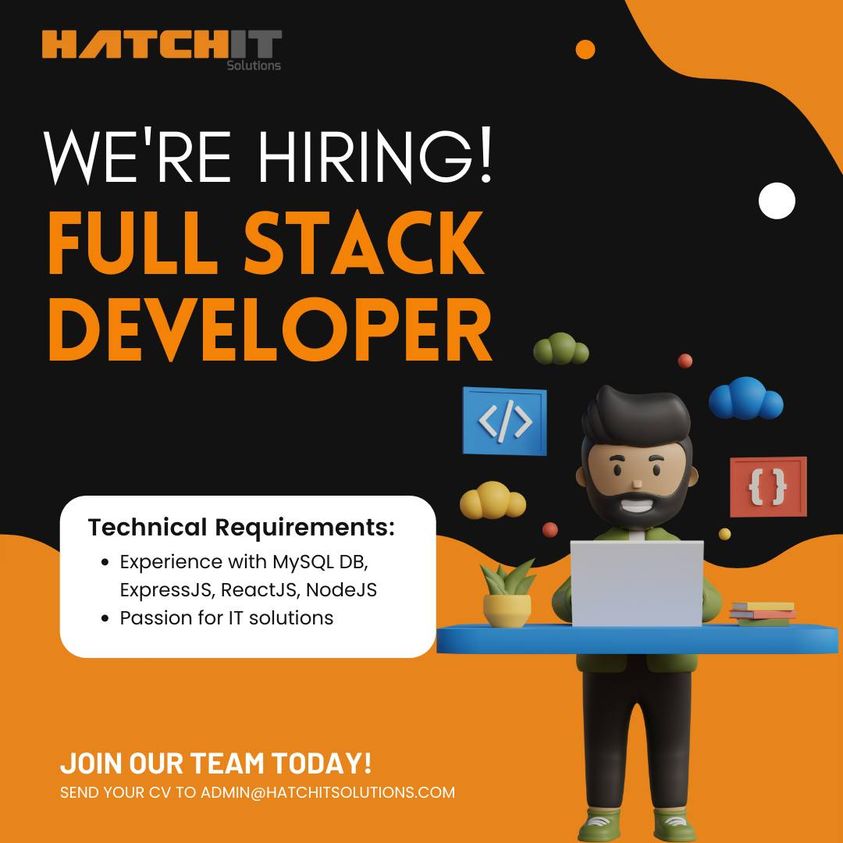 HATCHIT
Solutions
WE'RE HIRING!
FULL STACK
DEVELOPER
</>
{ }
Technical Requirements:
• Experience with MySQL DB,
ExpressJS, ReactJS, NodeJS
• Passion for IT solutions
JOIN OUR TEAM TODAY!
SEND YOUR CV TO ADMIN@HATCHITSOLUTIONS.COM